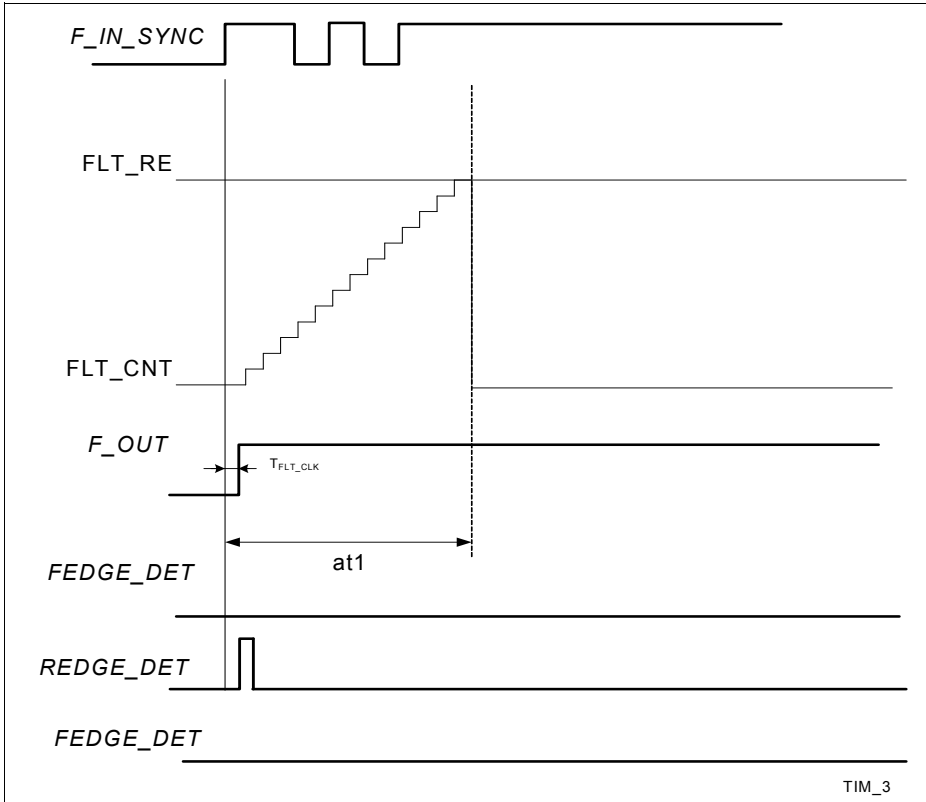 F_IN_SYNC
FLT_RE
FLT_CNT
F_OUT
TFLT_CLK
at1
FEDGE_DET
REDGE_DET
FEDGE_DET
TIM_3